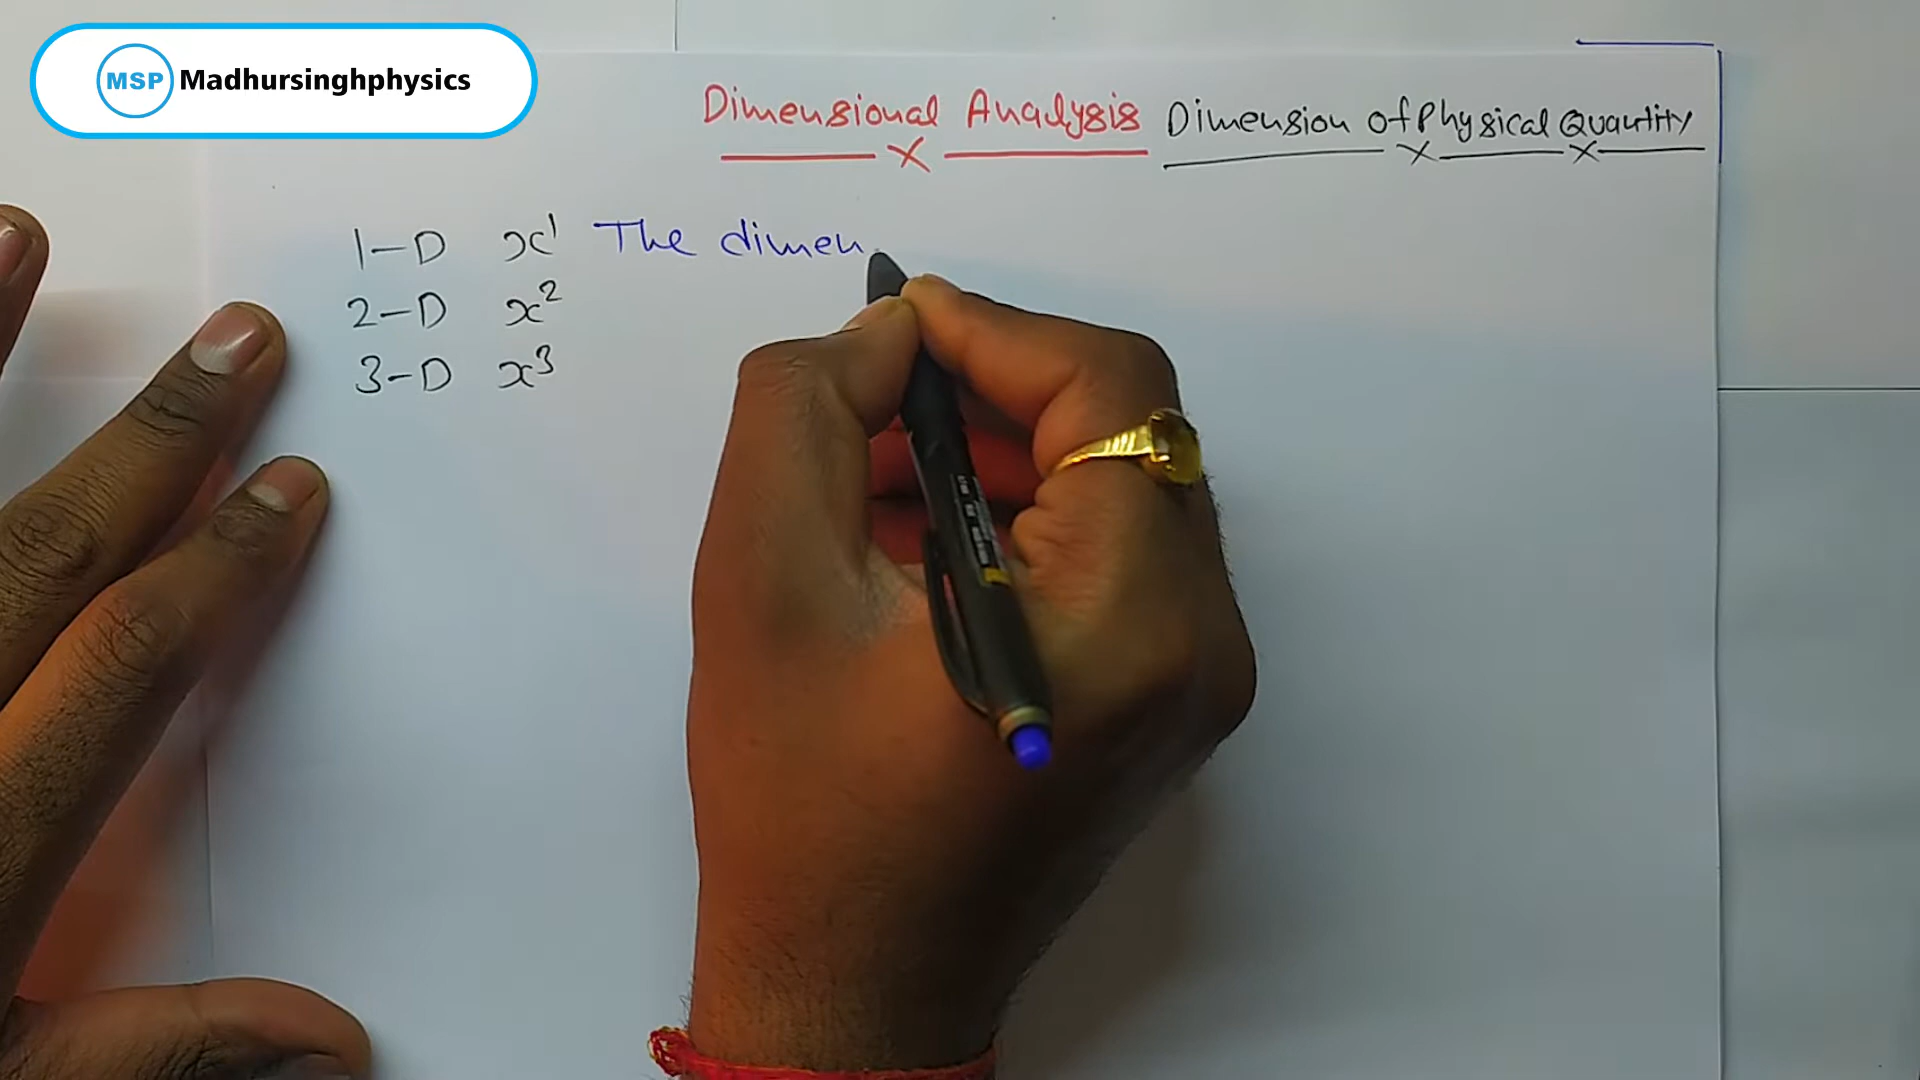 MSP Madhursinghphysics
Dimensional Analysis Dimension of Physical Quantity
1-D x¹ The dimen
2-D x²
3-D x³